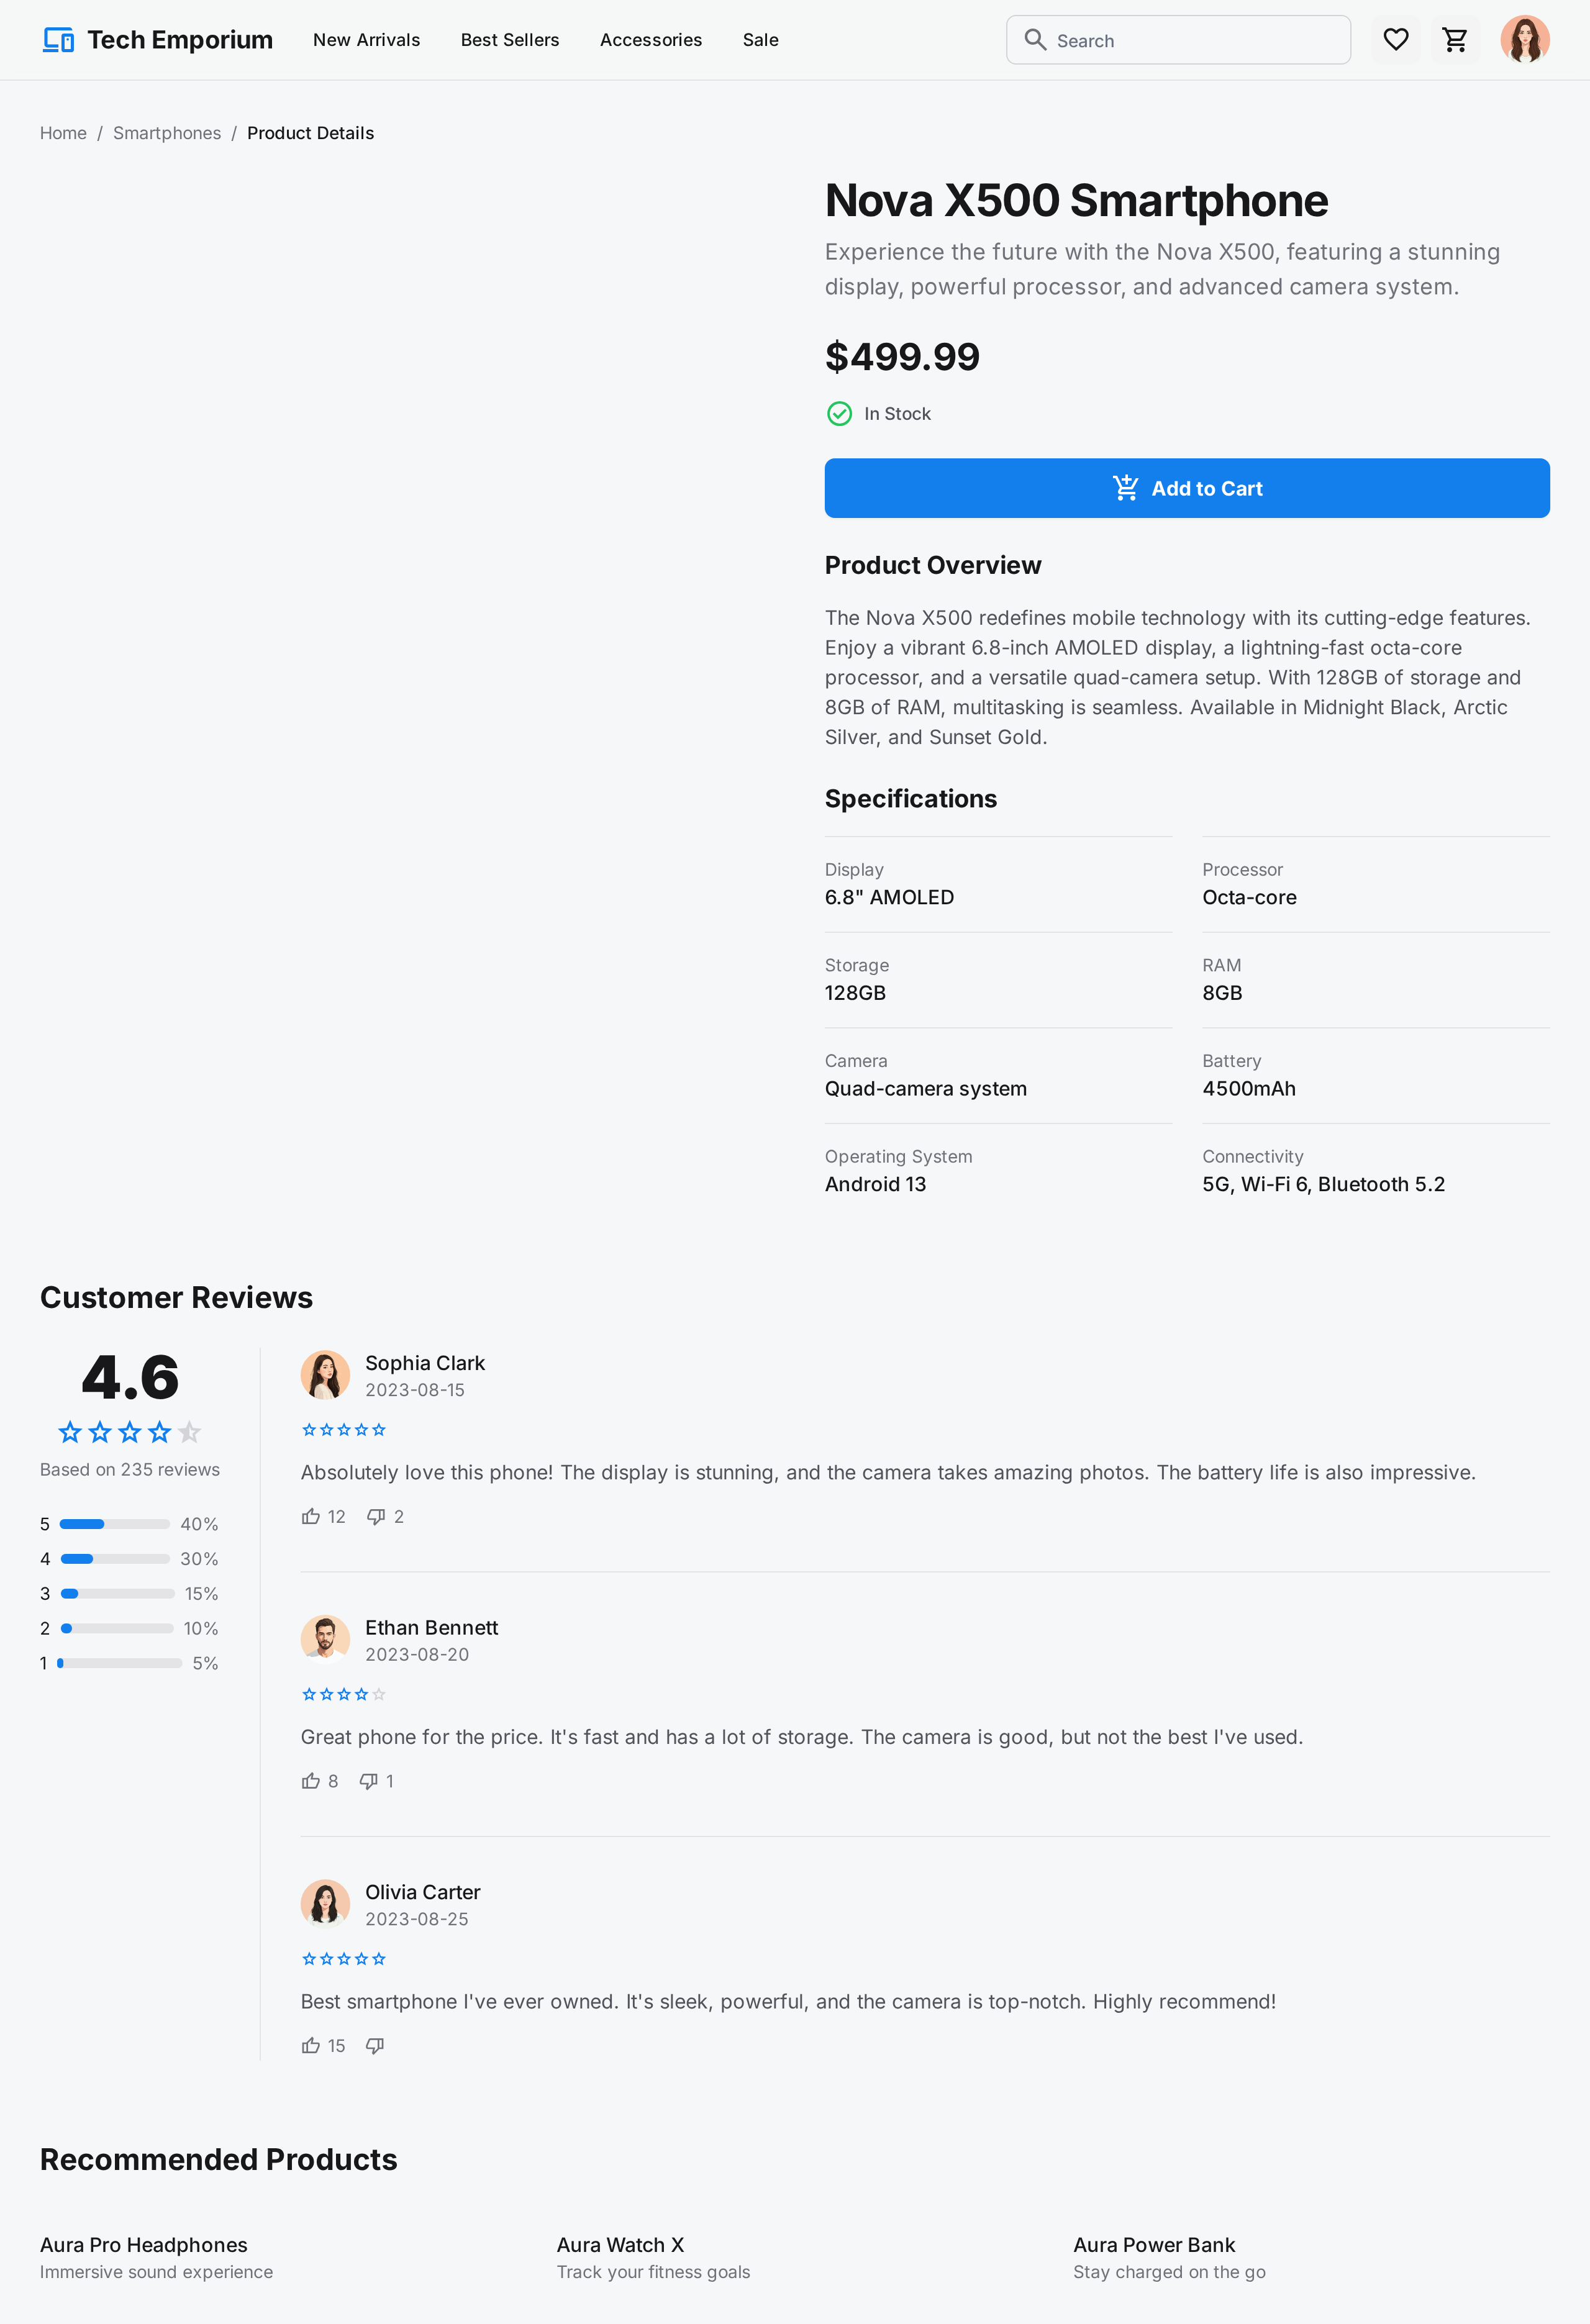 Tech Emporium
New Arrivals
Best Sellers
Accessories
Sale
Search
Home / Smartphones / Product Details
Nova X500 Smartphone
Experience the future with the Nova X500, featuring a stunning
display, powerful processor, and advanced camera system.
$499.99
In Stock
Add to Cart
Product Overview
The Nova X500 redefines mobile technology with its cutting-edge features.
Enjoy a vibrant 6.8-inch AMOLED display, a lightning-fast octa-core
processor, and a versatile quad-camera setup. With 128GB of storage and
8GB of RAM, multitasking is seamless. Available in Midnight Black, Arctic
Silver, and Sunset Gold.
Specifications
Display
6.8" AMOLED
Processor
Octa-core
Storage
128GB
RAM
8GB
Camera
Quad-camera system
Battery
4500mAh
Operating System
Android 13
Connectivity
5G, Wi-Fi 6, Bluetooth 5.2
Customer Reviews
4.6
Based on 235 reviews
5 40%
4 30%
3 15%
2 10%
1 5%
Sophia Clark
2023-08-15
Absolutely love this phone! The display is stunning, and the camera takes amazing photos. The battery life is also impressive.
12 2
Ethan Bennett
2023-08-20
Great phone for the price. It's fast and has a lot of storage. The camera is good, but not the best I've used.
8 1
Olivia Carter
2023-08-25
Best smartphone I've ever owned. It's sleek, powerful, and the camera is top-notch. Highly recommend!
15
Recommended Products
Aura Pro Headphones
Immersive sound experience
Aura Watch X
Track your fitness goals
Aura Power Bank
Stay charged on the go